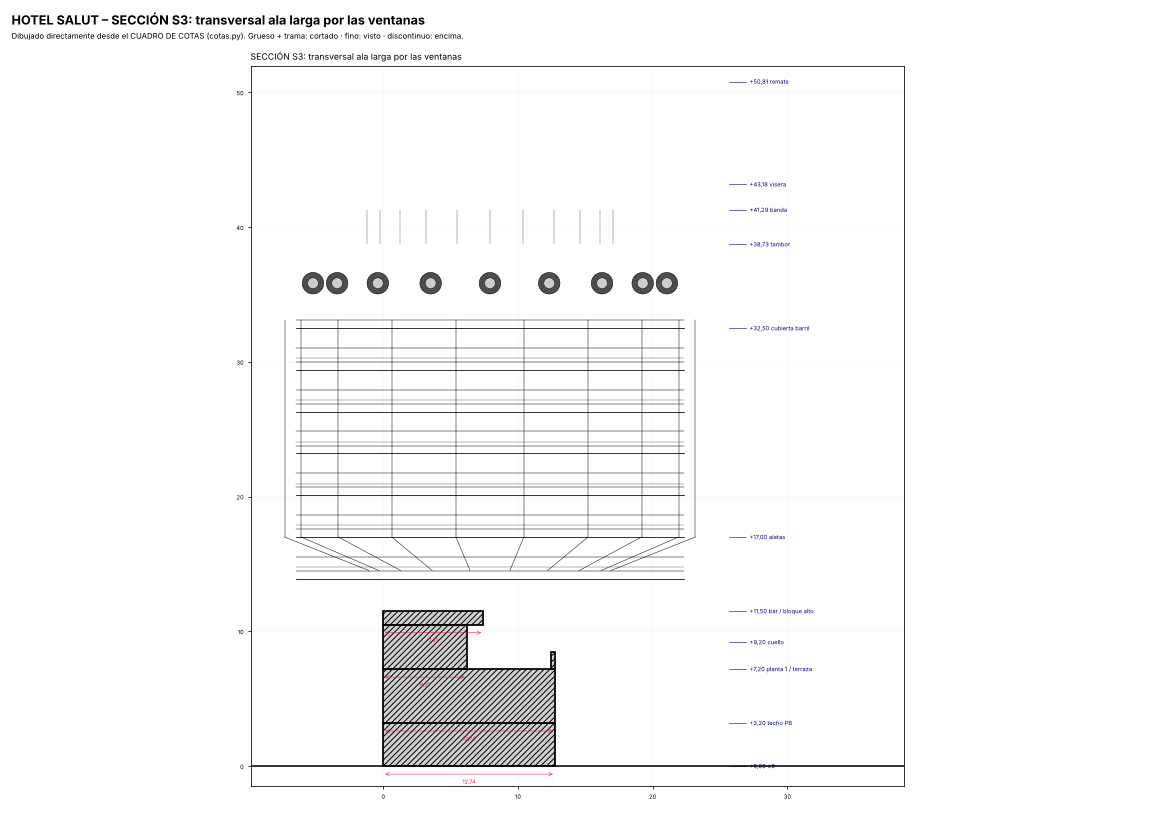 HOTEL SALUT – SECCIÓN S3: transversal ala larga por las ventanas
Dibujado directamente desde el CUADRO DE COTAS (cotas.py). Grueso + trama: cortado · fino: visto · discontinuo: encima.
SECCIÓN S3: transversal ala larga por las ventanas
+50,81 remate
50
+43,18 visera
+41,29 banda
40
+38,73 tambor
+32,50 cubierta barril
30
20
+17,00 aletas
+11,50 bar / bloque alto
10
+9,20 cuello
+7,20 planta 1 / terraza
+3,20 techo PB
0
12,74
0
10
20
30